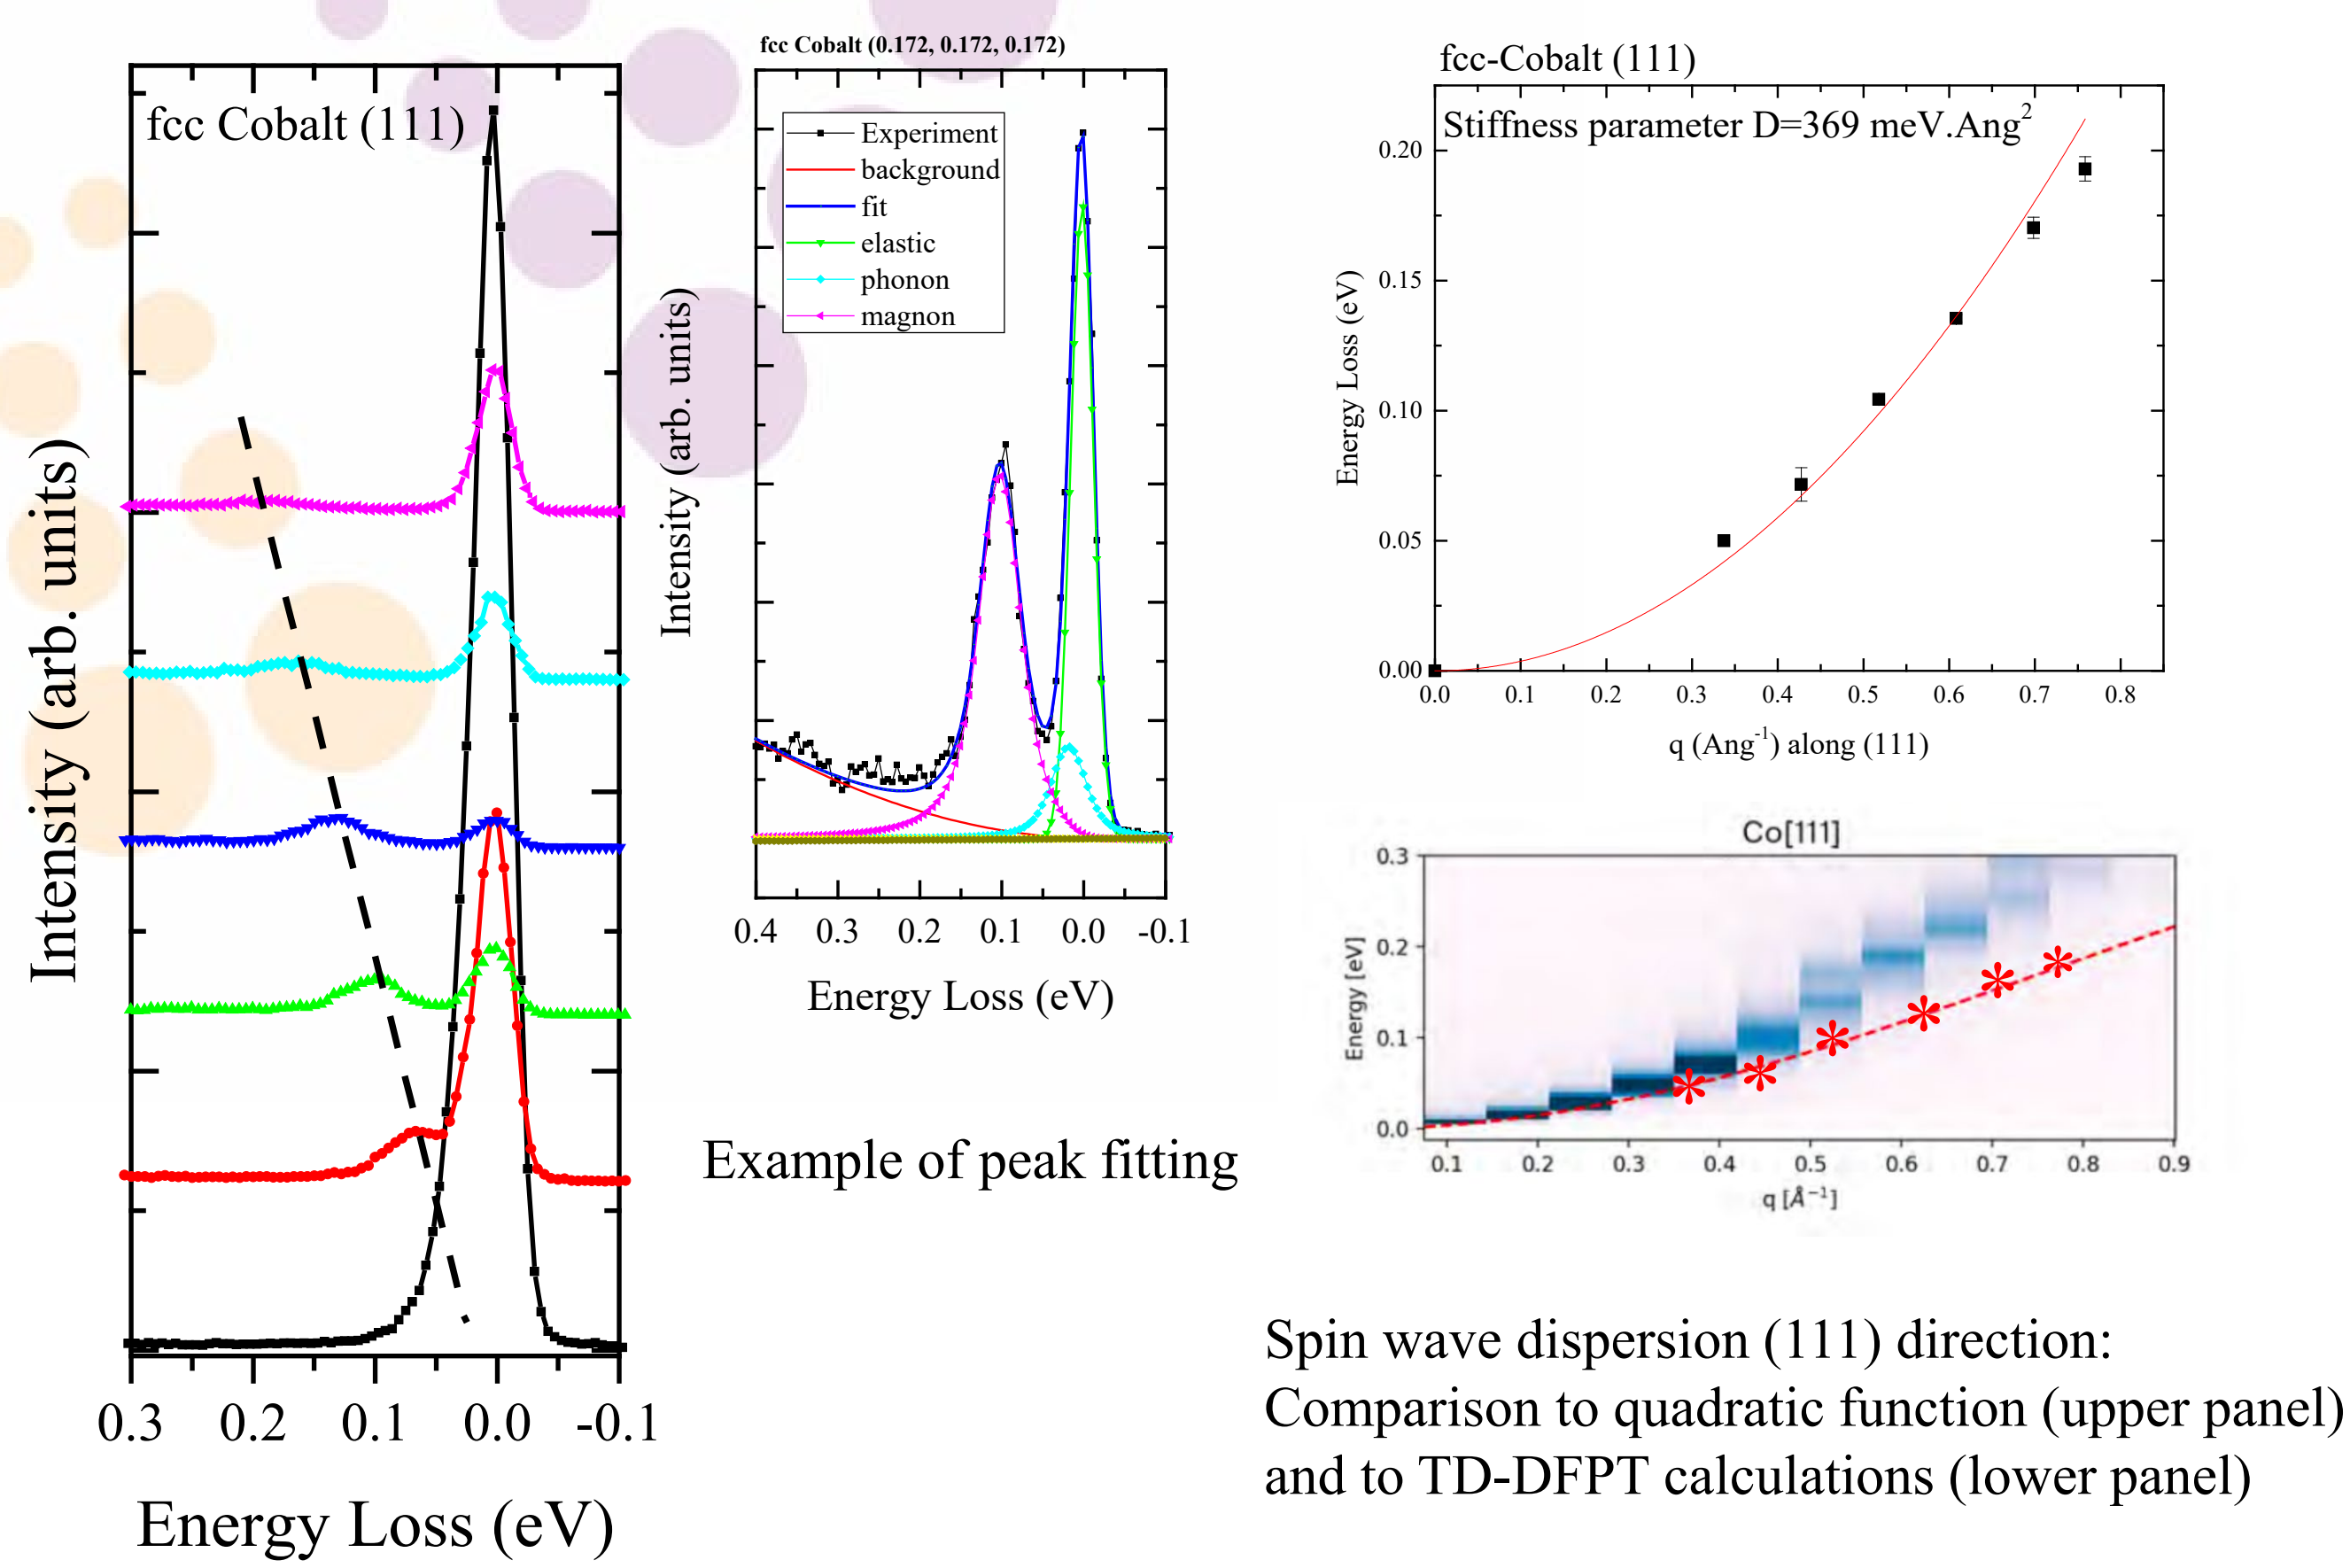 fcc Cobalt (111)
Intensity (arb. units)
0.3 0.2 0.1 0.0 -0.1
Energy Loss (eV)
fcc Cobalt (0.172, 0.172, 0.172)
Experiment
background
fit
elastic
phonon
magnon
Intensity (arb. units)
0.4 0.3 0.2 0.1 0.0 -0.1
Energy Loss (eV)
Example of peak fitting
fcc-Cobalt (111)
Stiffness parameter D=369 meV.Ang²
0.20
0.15
0.10
0.05
0.00
Energy Loss (eV)
0.0 0.1 0.2 0.3 0.4 0.5 0.6 0.7 0.8
q (Ang⁻¹) along (111)
Co[111]
0.3
0.2
0.1
0.0
Energy [eV]
0.1 0.2 0.3 0.4 0.5 0.6 0.7 0.8 0.9
q [Å⁻¹]
Spin wave dispersion (111) direction:
Comparison to quadratic function (upper panel)
and to TD-DFPT calculations (lower panel)